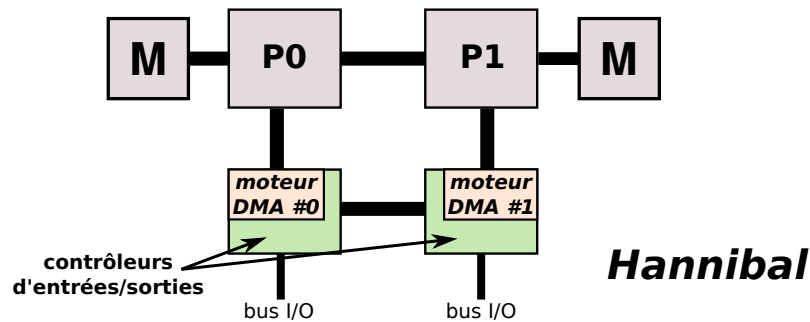 M
P0
P1
M
moteur
DMA #0
moteur
DMA #1
contrôleurs
d'entrées/sorties
Hannibal
bus I/O
bus I/O